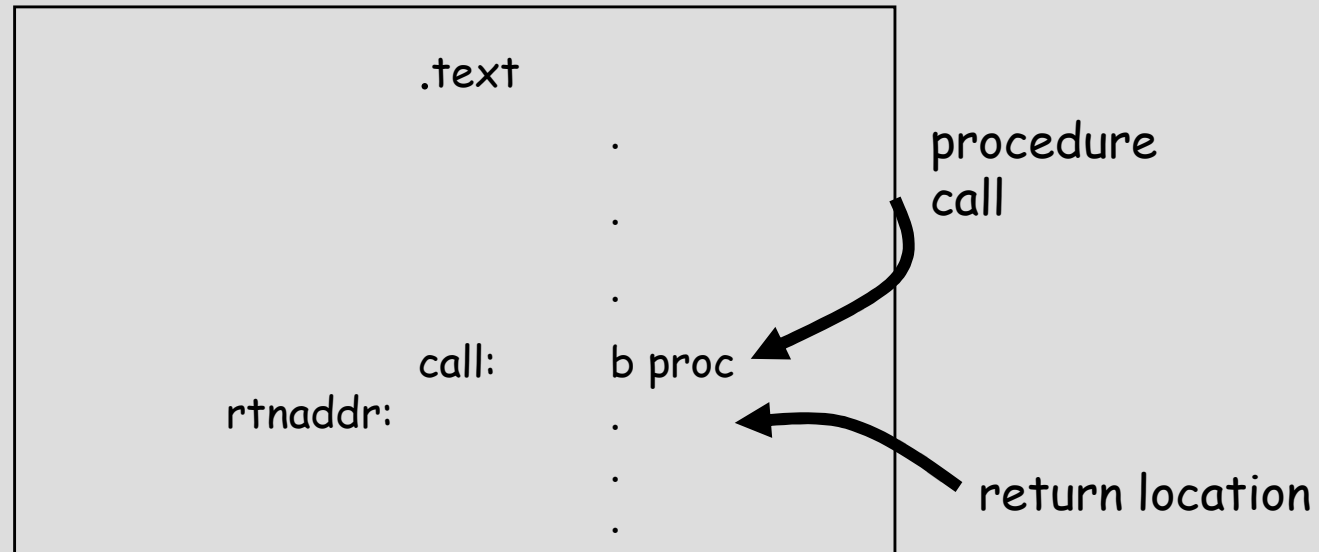 .text
.
procedure
call
.
.
call: b proc
rtnaddr: .
.
return location
.